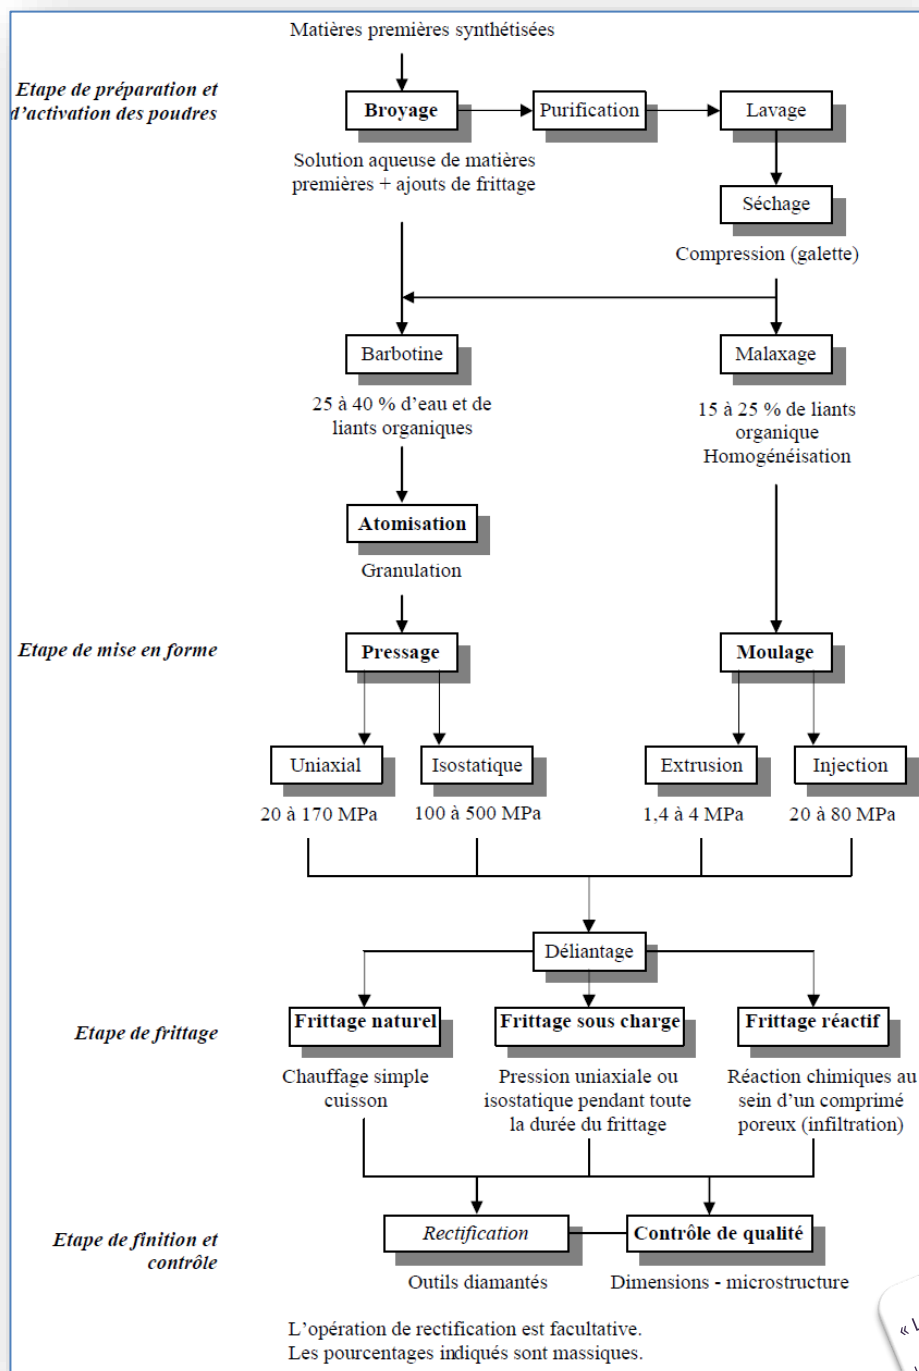 Matières premières synthétisées
Etape de préparation et
d'activation des poudres
Broyage
Purification
Lavage
Solution aqueuse de matières
premières + ajouts de frittage
Séchage
Compression (galette)
Barbotine
Malaxage
25 à 40 % d'eau et de
liants organiques
15 à 25 % de liants
organique
Homogénéisation
Atomisation
Granulation
Etape de mise en forme
Pressage
Moulage
Uniaxial
Isostatique
Extrusion
Injection
20 à 170 MPa
100 à 500 MPa
1,4 à 4 MPa
20 à 80 MPa
Déliantage
Etape de frittage
Frittage naturel
Frittage sous charge
Frittage réactif
Chauffage simple
cuisson
Pression uniaxiale ou
isostatique pendant toute
la durée du frittage
Réaction chimiques au
sein d'un comprimé
poreux (infiltration)
Etape de finition et
contrôle
Rectification
Contrôle de qualité
Outils diamantés
Dimensions - microstructure
L'opération de rectification est facultative.
Les pourcentages indiqués sont massiques.